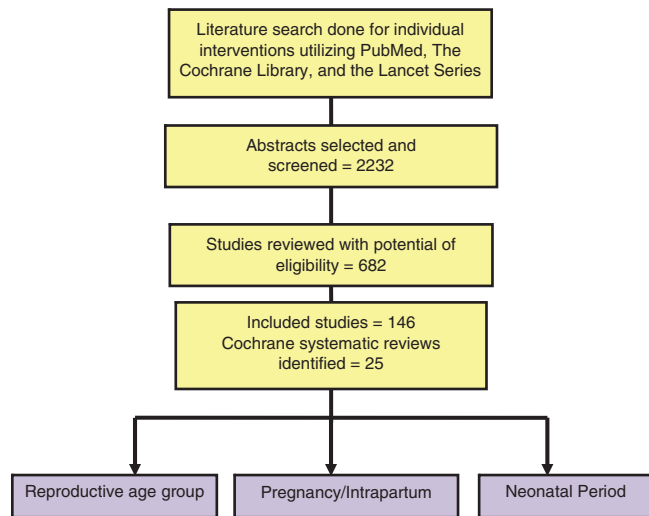 Literature search done for individual
interventions utilizing PubMed, The
Cochrane Library, and the Lancet Series
Abstracts selected and
screened = 2232
Studies reviewed with potential of
eligibility = 682
Included studies = 146
Cochrane systematic reviews
identified = 25
Reproductive age group
Pregnancy/Intrapartum
Neonatal Period